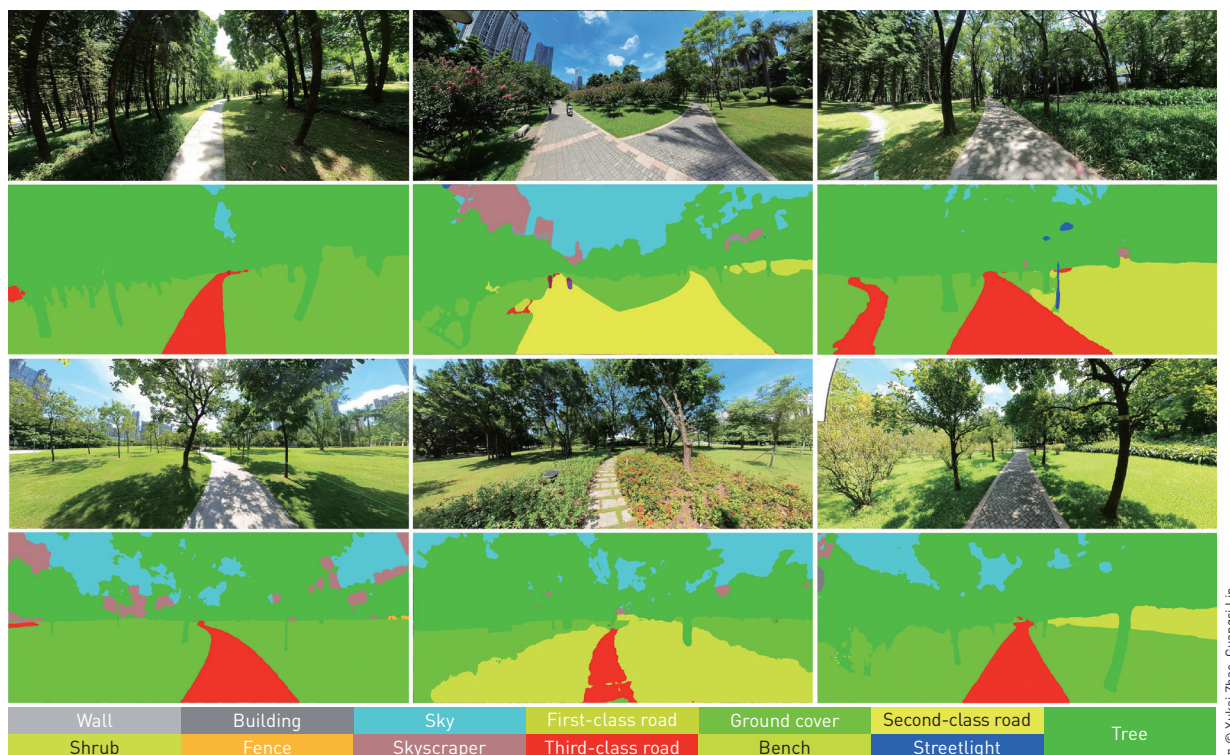 Wall Building Sky First-class road Ground cover Second-class road Tree
Shrub Fence Skyscraper Third-class road Bench Streetlight